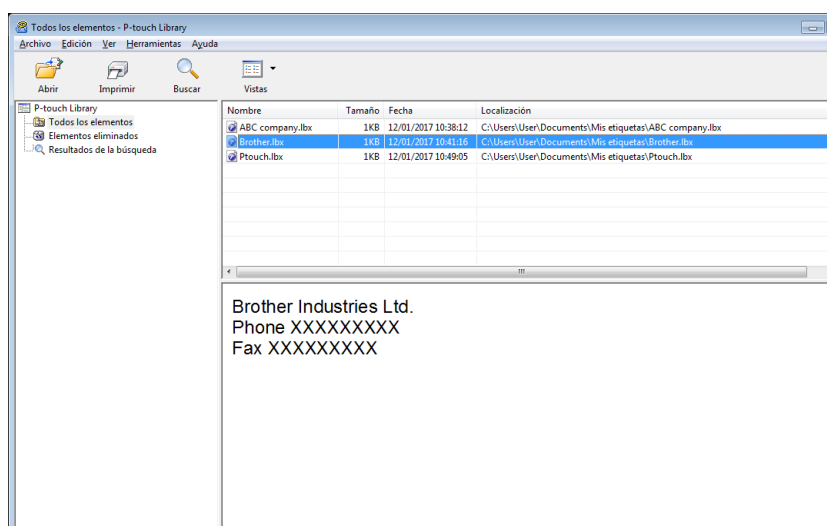 Todos los elementos - P-touch Library
Archivo Edición Ver Herramientas Ayuda
Abrir Imprimir Buscar Vistas
P-touch Library
Todos los elementos
Elementos eliminados
Resultados de la búsqueda
Nombre Tamaño Fecha Localización
ABC company.lbx 1KB 12/01/2017 10:38:12 C:\Users\User\Documents\Mis etiquetas\ABC company.lbx
Brother.lbx 1KB 12/01/2017 10:41:16 C:\Users\User\Documents\Mis etiquetas\Brother.lbx
Ptouch.lbx 1KB 12/01/2017 10:49:05 C:\Users\User\Documents\Mis etiquetas\Ptouch.lbx
Brother Industries Ltd.
Phone XXXXXXXXX
Fax XXXXXXXXX